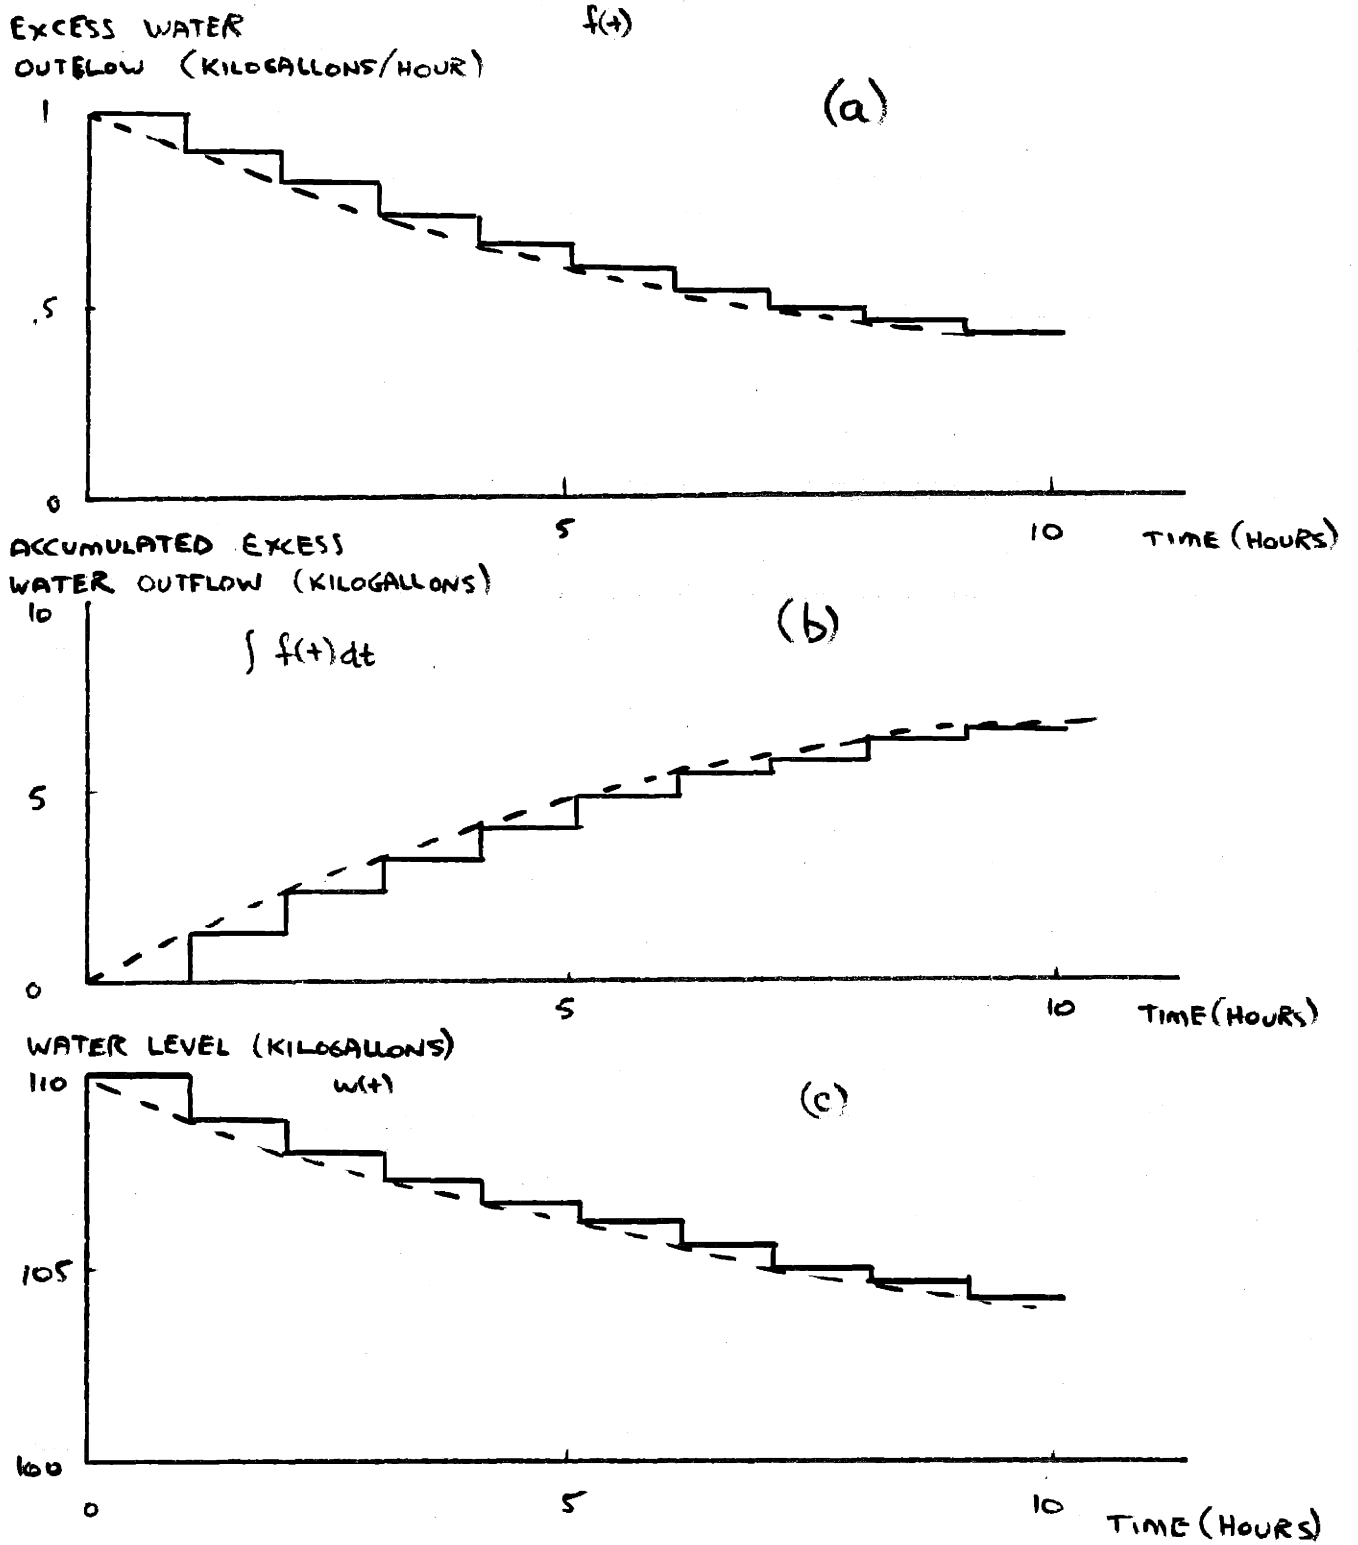 EXCESS WATER
f(t)
OUTFLOW (KILOGALLONS/HOUR)
(a)
1
.5
0
5
10
TIME (HOURS)
ACCUMULATED EXCESS
WATER OUTFLOW (KILOGALLONS)
10
(b)
∫ f(t)dt
5
0
5
10
TIME (HOURS)
WATER LEVEL (KILOGALLONS)
110
w(t)
(c)
105
100
0
5
10
TIME (HOURS)